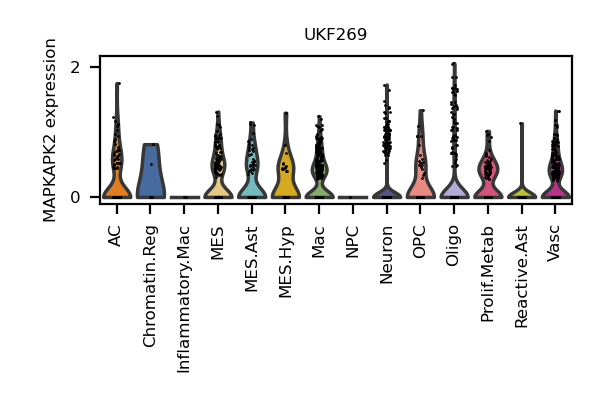 UKF269
MAPKAPK2 expression
2
0
AC
Chromatin.Reg
Inflammatory.Mac
MES
MES.Ast
MES.Hyp
Mac
NPC
Neuron
OPC
Oligo
Prolif.Metab
Reactive.Ast
Vasc